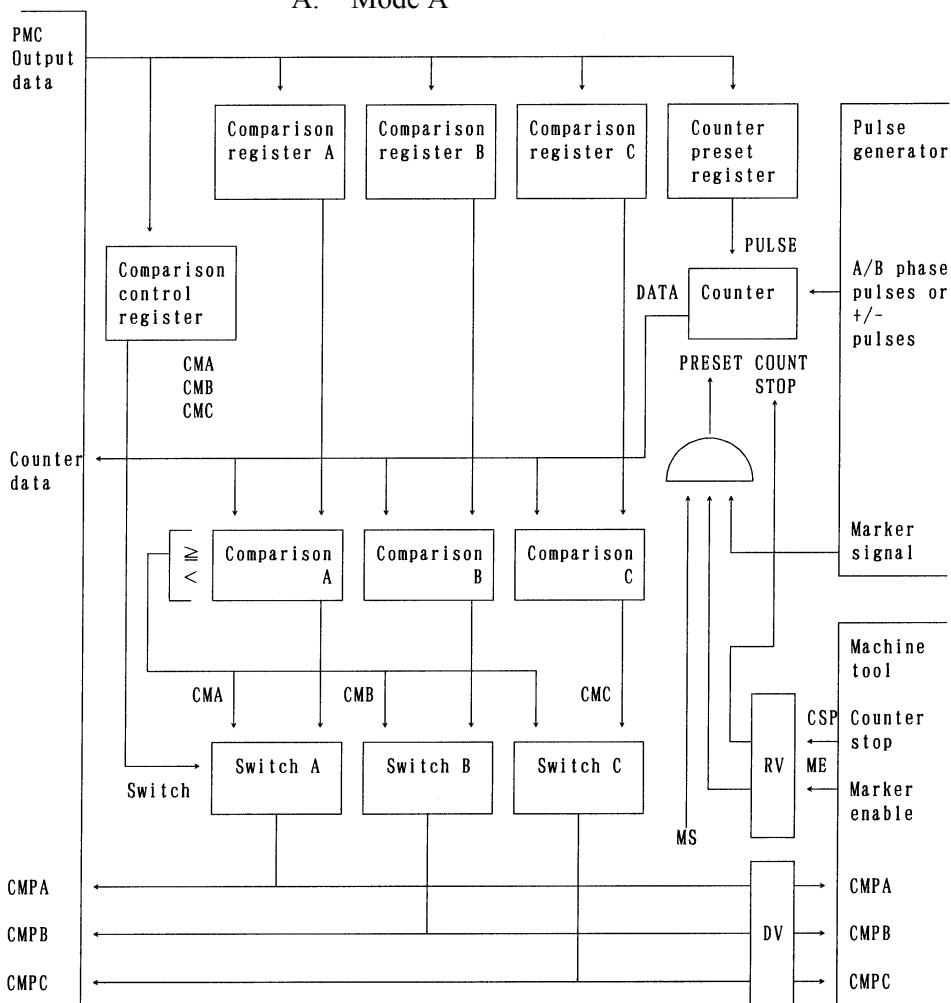 A. Mode A
PMC
Output
data
Comparison
register A
Comparison
register B
Comparison
register C
Counter
preset
register
Pulse
generator
PULSE
Comparison
control
register
DATA
Counter
A/B phase
pulses or
+/-
pulses
CMA
CMB
CMC
PRESET
COUNT
STOP
Counter
data
≧
<
Comparison
A
Comparison
B
Comparison
C
Marker
signal
Machine
tool
CMA
CMB
CMC
CSP
Counter
stop
Switch
Switch A
Switch B
Switch C
RV
ME
Marker
enable
MS
CMPA
CMPB
CMPC
DV
CMPA
CMPB
CMPC